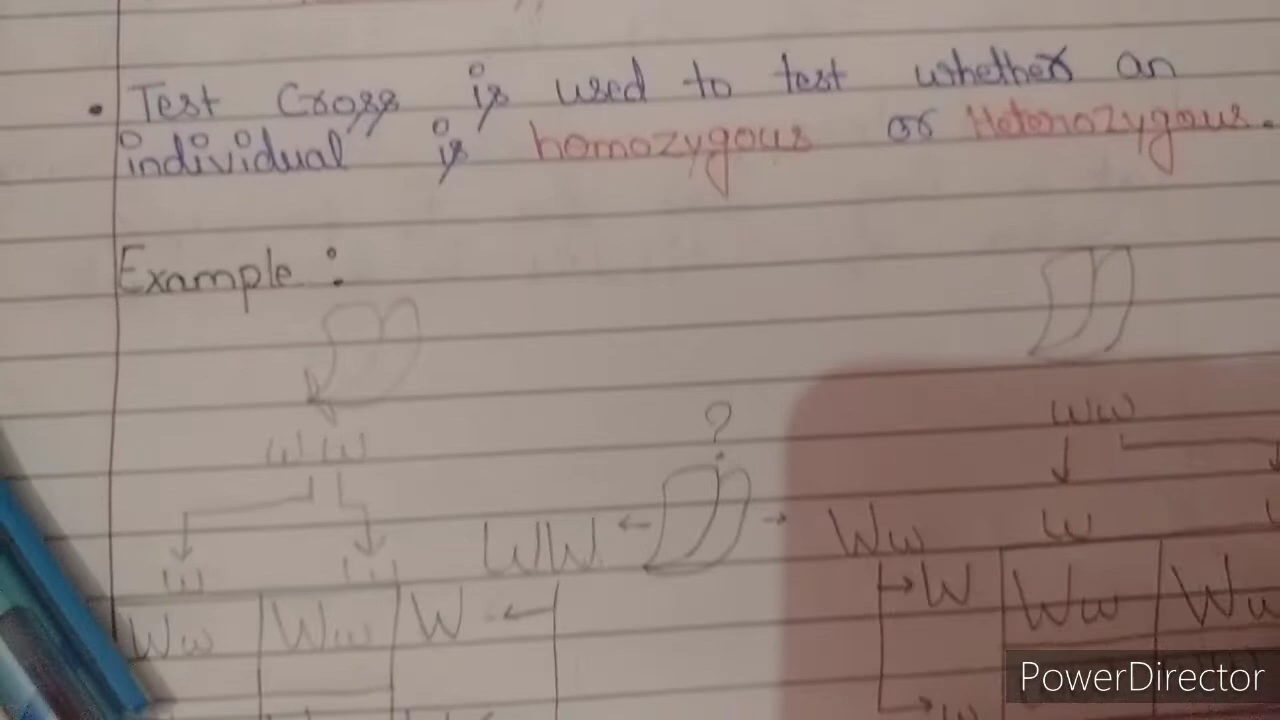 • Test Cross is used to test whether an
individual is homozygous or Heterozygous.
Example :
ww
?
ww
WW ← → Ww
w w
w
Ww Ww W ←
→ W Ww Ww
→ w
PowerDirector